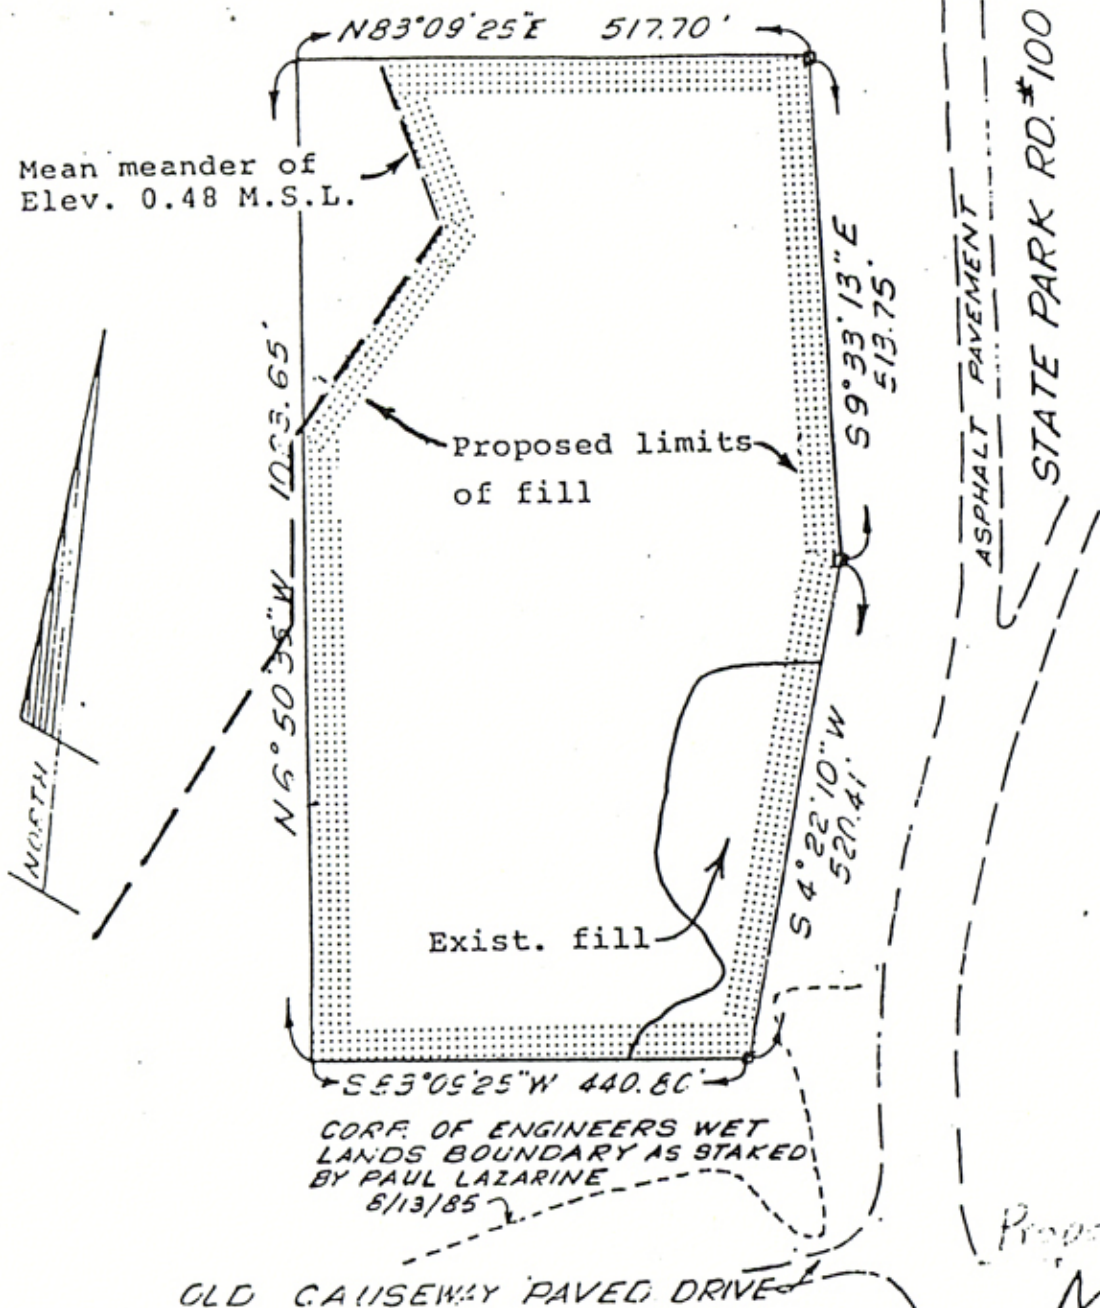 N83°09'25"E 517.70'
STATE PARK RD. #100
Mean meander of
Elev. 0.48 M.S.L.
ASPHALT PAVEMENT
S9°33'13"E
513.75'
Proposed limits
of fill
N6°50'35"W
NORTH
S4°22'10"W
520.41'
Exist. fill
S83°09'25"W 440.80'
CORP. OF ENGINEERS WET
LANDS BOUNDARY AS STAKED
BY PAUL LAZARINE
6/13/85
OLD CAUSEWAY PAVED DRIVE